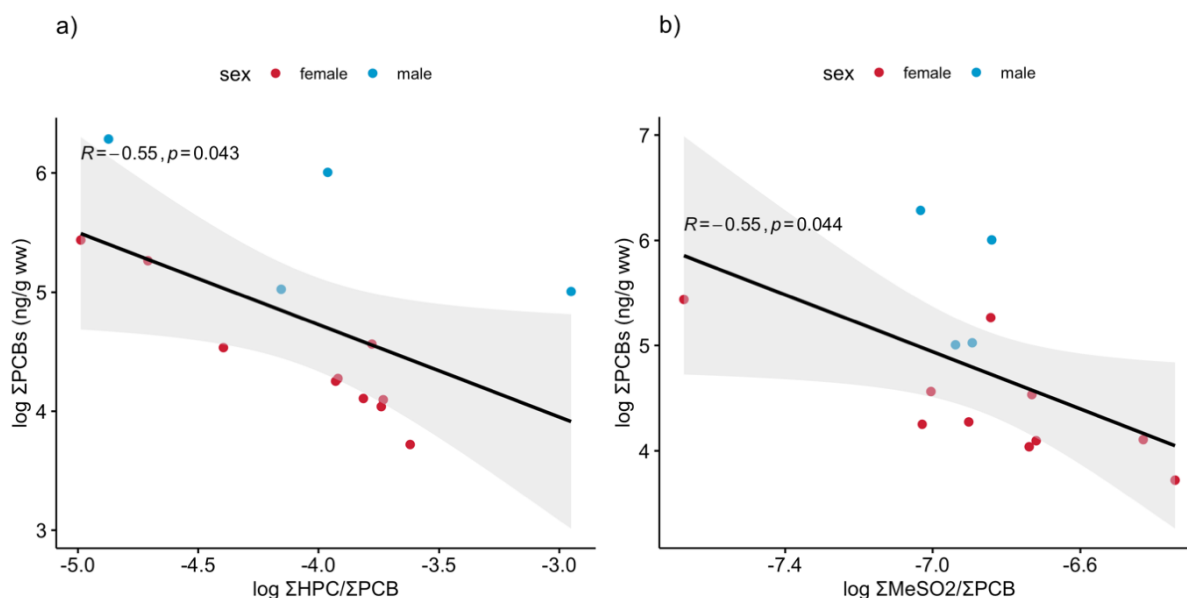 a)
sex female male
R=−0.55, p=0.043
log ΣPCBs (ng/g ww)
6
5
4
3
-5.0 -4.5 -4.0 -3.5 -3.0
log ΣHPC/ΣPCB
b)
sex female male
R=−0.55, p=0.044
log ΣPCBs (ng/g ww)
7
6
5
4
-7.4 -7.0 -6.6
log ΣMeSO2/ΣPCB